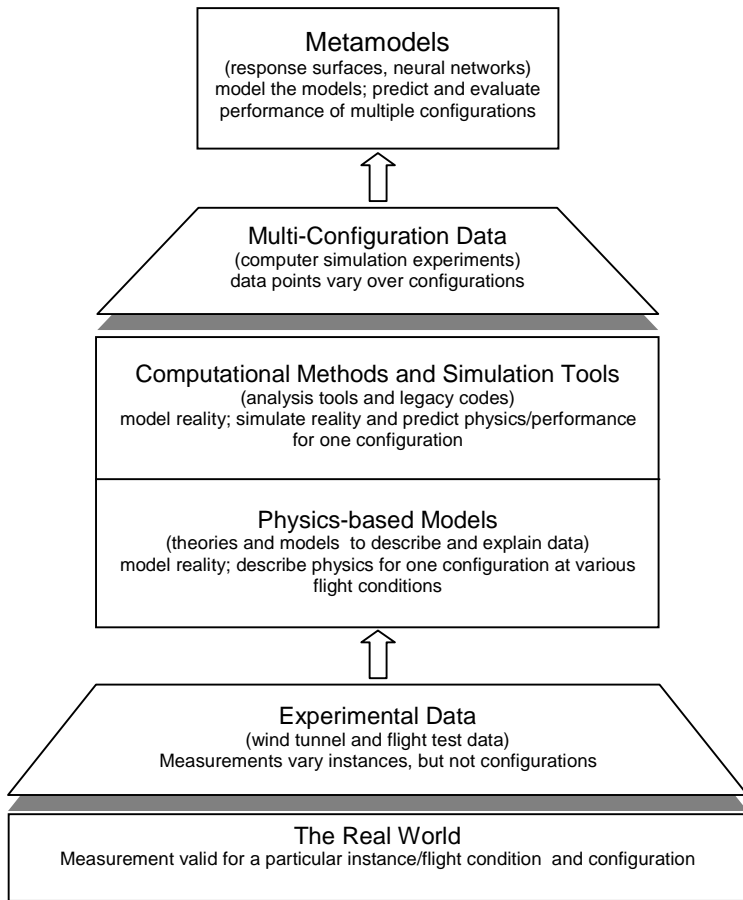 Metamodels
(response surfaces, neural networks)
model the models; predict and evaluate
performance of multiple configurations
Multi-Configuration Data
(computer simulation experiments)
data points vary over configurations
Computational Methods and Simulation Tools
(analysis tools and legacy codes)
model reality; simulate reality and predict physics/performance
for one configuration
Physics-based Models
(theories and models to describe and explain data)
model reality; describe physics for one configuration at various
flight conditions
Experimental Data
(wind tunnel and flight test data)
Measurements vary instances, but not configurations
The Real World
Measurement valid for a particular instance/flight condition and configuration